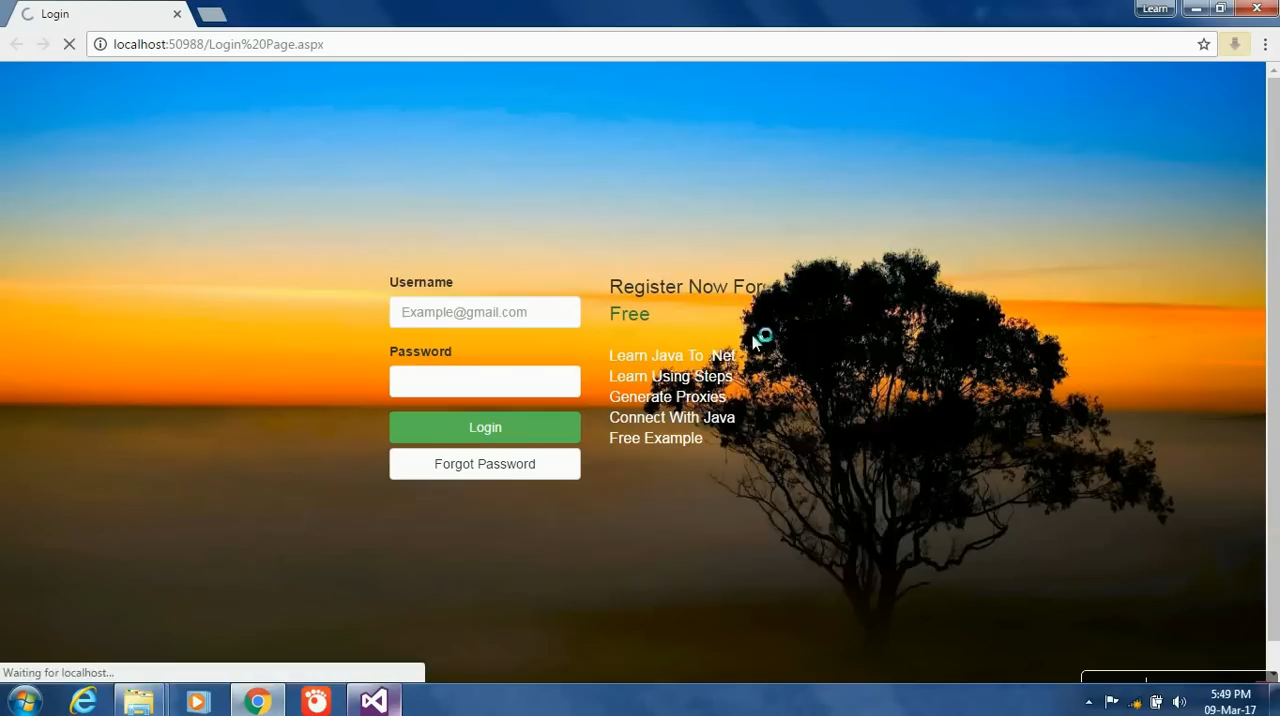 Login
Learn
localhost:50988/Login%20Page.aspx
Username
Example@gmail.com
Password
Login
Forgot Password
Register Now For
Free
Learn Java To .Net
Learn Using Steps
Generate Proxies
Connect With Java
Free Example
Waiting for localhost...
5:49 PM
09-Mar-17